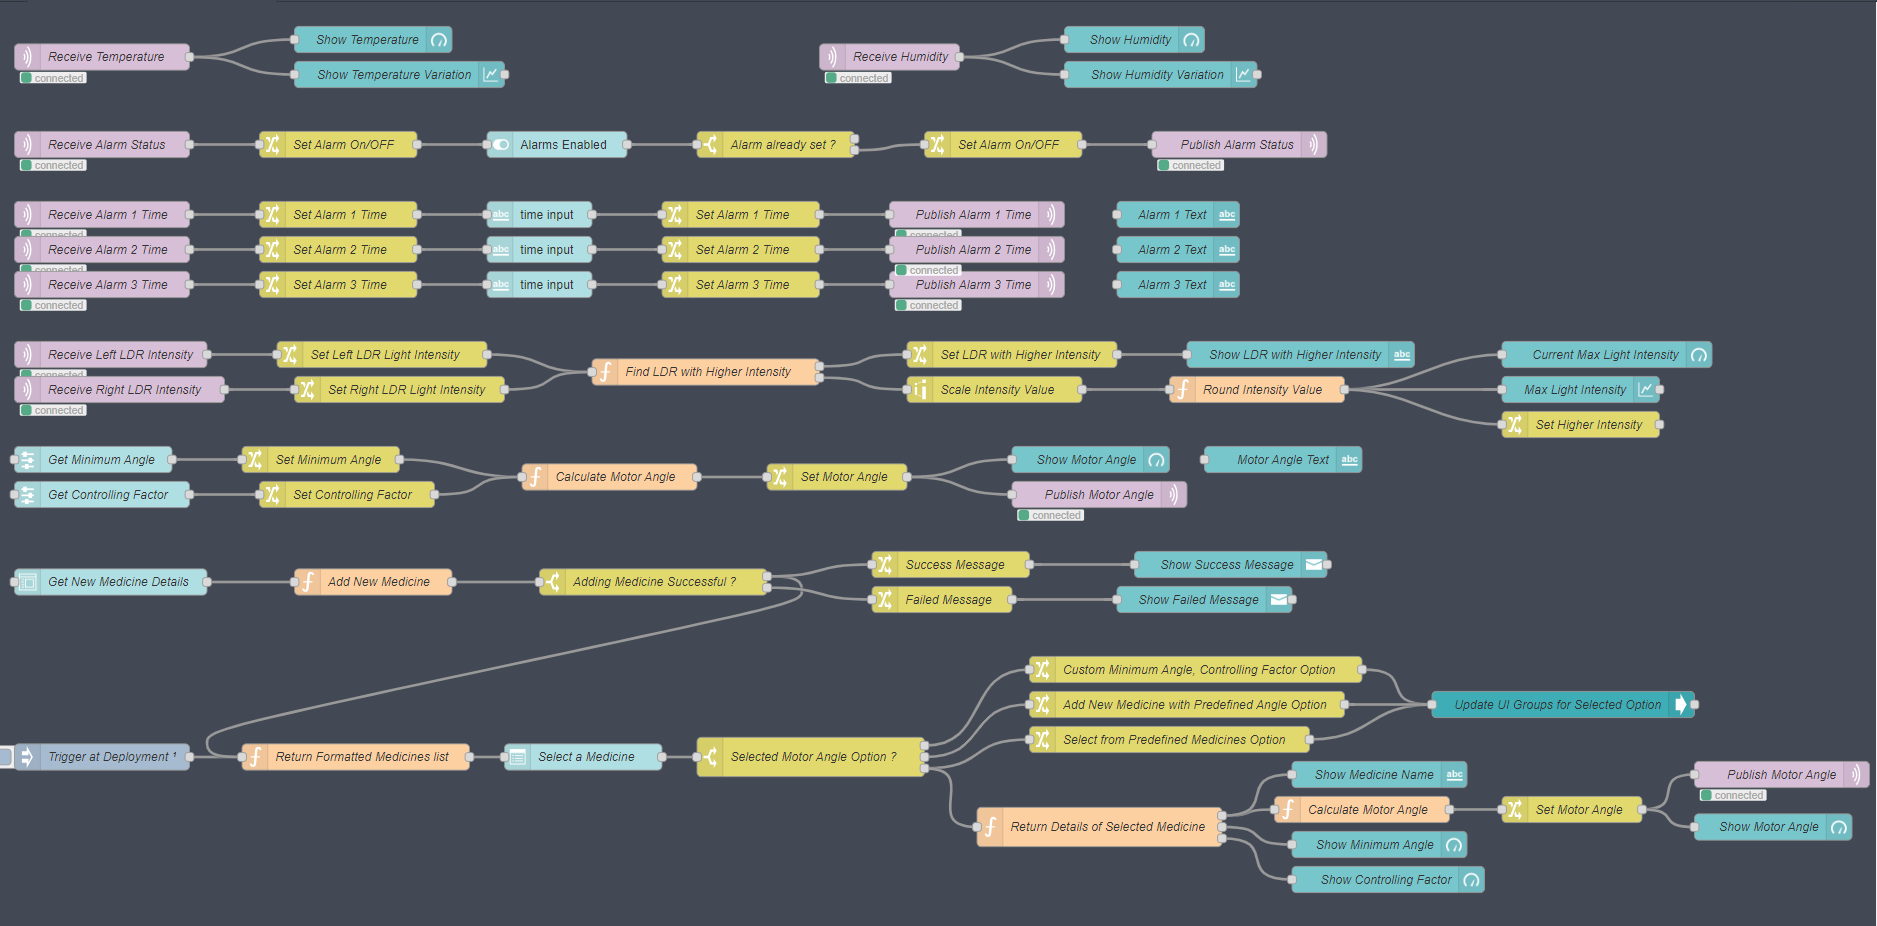 Show Temperature
Receive Temperature
connected
Show Temperature Variation
Show Humidity
Receive Humidity
connected
Show Humidity Variation
Receive Alarm Status
connected
Set Alarm On/OFF
Alarms Enabled
Alarm already set ?
Set Alarm On/OFF
Publish Alarm Status
connected
Receive Alarm 1 Time
connected
Set Alarm 1 Time
abc
time input
Set Alarm 1 Time
Publish Alarm 1 Time
connected
Alarm 1 Text
abc
Receive Alarm 2 Time
connected
Set Alarm 2 Time
abc
time input
Set Alarm 2 Time
Publish Alarm 2 Time
connected
Alarm 2 Text
abc
Receive Alarm 3 Time
connected
Set Alarm 3 Time
abc
time input
Set Alarm 3 Time
Publish Alarm 3 Time
connected
Alarm 3 Text
abc
Receive Left LDR Intensity
connected
Set Left LDR Light Intensity
Receive Right LDR Intensity
connected
Set Right LDR Light Intensity
Find LDR with Higher Intensity
Set LDR with Higher Intensity
Show LDR with Higher Intensity
abc
Scale Intensity Value
Round Intensity Value
Current Max Light Intensity
Max Light Intensity
Set Higher Intensity
Get Minimum Angle
Set Minimum Angle
Get Controlling Factor
Set Controlling Factor
Calculate Motor Angle
Set Motor Angle
Show Motor Angle
Publish Motor Angle
connected
Motor Angle Text
abc
Get New Medicine Details
Add New Medicine
Adding Medicine Successful ?
Success Message
Show Success Message
Failed Message
Show Failed Message
Trigger at Deployment ¹
Return Formatted Medicines list
Select a Medicine
Selected Motor Angle Option ?
Custom Minimum Angle, Controlling Factor Option
Add New Medicine with Predefined Angle Option
Select from Predefined Medicines Option
Update UI Groups for Selected Option
Return Details of Selected Medicine
Show Medicine Name
abc
Calculate Motor Angle
Show Minimum Angle
Show Controlling Factor
Set Motor Angle
Publish Motor Angle
connected
Show Motor Angle